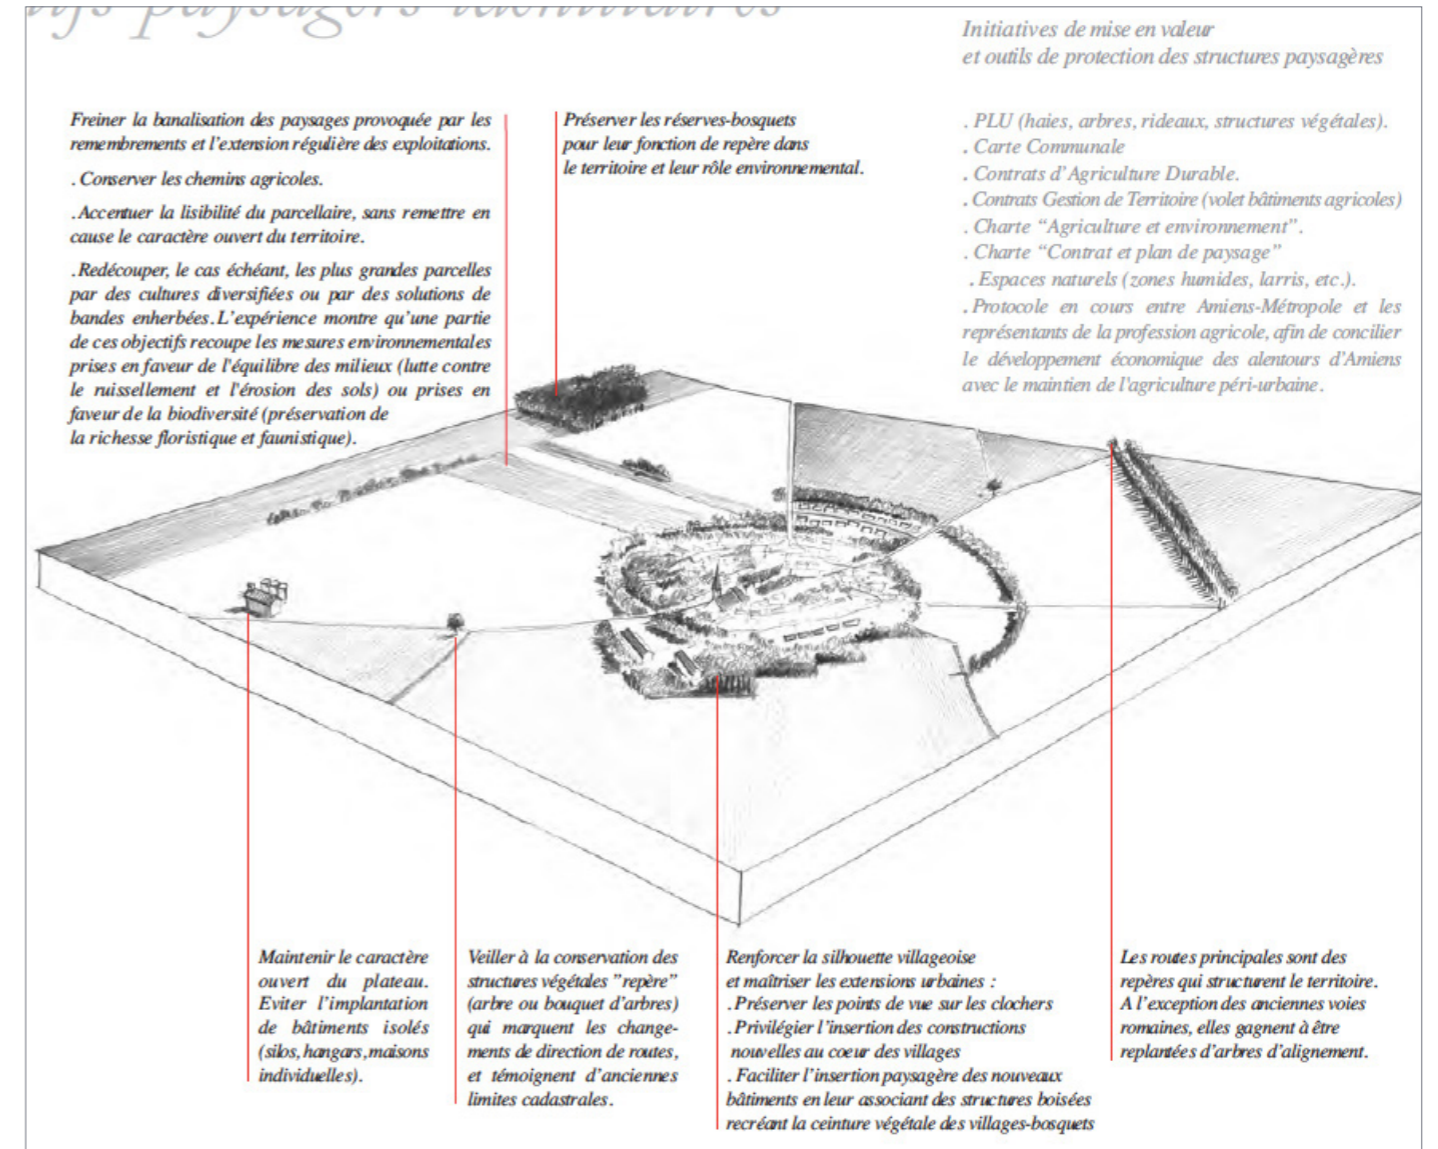 paysagers identitaires
Initiatives de mise en valeur
et outils de protection des structures paysagères
Freiner la banalisation des paysages provoquée par les
remembrements et l'extension régulière des exploitations.
. Conserver les chemins agricoles.
. Accentuer la lisibilité du parcellaire, sans remettre en
cause le caractère ouvert du territoire.
. Redécouper, le cas échéant, les plus grandes parcelles
par des cultures diversifiées ou par des solutions de
bandes enherbées. L'expérience montre qu'une partie
de ces objectifs recoupe les mesures environnementales
prises en faveur de l'équilibre des milieux (lutte contre
le ruissellement et l'érosion des sols) ou prises en
faveur de la biodiversité (préservation de
la richesse floristique et faunistique).
Préserver les réserves-bosquets
pour leur fonction de repère dans
le territoire et leur rôle environnemental.
. PLU (haies, arbres, rideaux, structures végétales).
. Carte Communale
. Contrats d'Agriculture Durable.
. Contrats Gestion de Territoire (volet bâtiments agricoles)
. Charte "Agriculture et environnement".
. Charte "Contrat et plan de paysage"
. Espaces naturels (zones humides, larris, etc.).
. Protocole en cours entre Amiens-Métropole et les
représentants de la profession agricole, afin de concilier
le développement économique des alentours d'Amiens
avec le maintien de l'agriculture péri-urbaine.
Maintenir le caractère
ouvert du plateau.
Eviter l'implantation
de bâtiments isolés
(silos, hangars, maisons
individuelles).
Veiller à la conservation des
structures végétales "repère"
(arbre ou bouquet d'arbres)
qui marquent les change-
ments de direction de routes,
et témoignent d'anciennes
limites cadastrales.
Renforcer la silhouette villageoise
et maîtriser les extensions urbaines :
. Préserver les points de vue sur les clochers
. Privilégier l'insertion des constructions
nouvelles au coeur des villages
. Faciliter l'insertion paysagère des nouveaux
bâtiments en leur associant des structures boisées
recréant la ceinture végétale des villages-bosquets
Les routes principales sont des
repères qui structurent le territoire.
A l'exception des anciennes voies
romaines, elles gagnent à être
replantées d'arbres d'alignement.